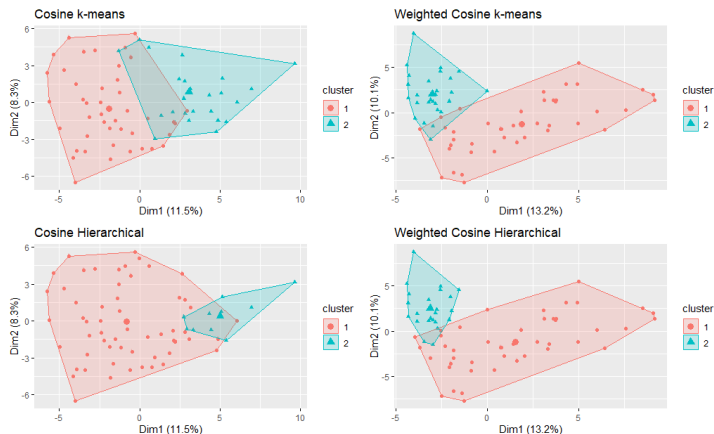 Cosine k-means
6
3
0
-3
-6
Dim2 (8.3%)
-5
0
5
10
Dim1 (11.5%)
cluster
1
2
Weighted Cosine k-means
5
0
-5
Dim2 (10.1%)
-5
0
5
Dim1 (13.2%)
cluster
1
2
Cosine Hierarchical
6
3
0
-3
-6
Dim2 (8.3%)
-5
0
5
10
Dim1 (11.5%)
cluster
1
2
Weighted Cosine Hierarchical
5
0
-5
Dim2 (10.1%)
-5
0
5
Dim1 (13.2%)
cluster
1
2